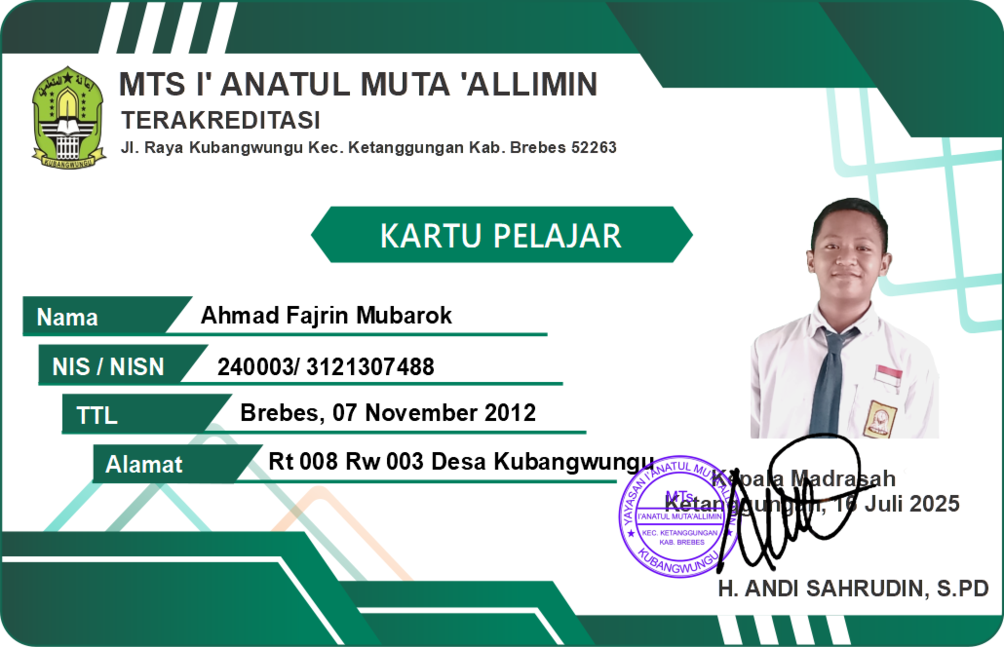 MTS I' ANATUL MUTA 'ALLIMIN
TERAKREDITASI
Jl. Raya Kubangwungu Kec. Ketanggungan Kab. Brebes 52263
KUBANGWUNGU
KARTU PELAJAR
Nama Ahmad Fajrin Mubarok
NIS / NISN 240003/ 3121307488
TTL Brebes, 07 November 2012
Alamat Rt 008 Rw 003 Desa Kubangwungu
Kepala Madrasah
Ketanggungan, 16 Juli 2025
YAYASAN I'ANATUL MUTA'ALLIMIN
MTs
I'ANATUL MUTA'ALLIMIN
KEC. KETANGGUNGAN
KAB. BREBES
KUBANGWUNGU
H. ANDI SAHRUDIN, S.PD